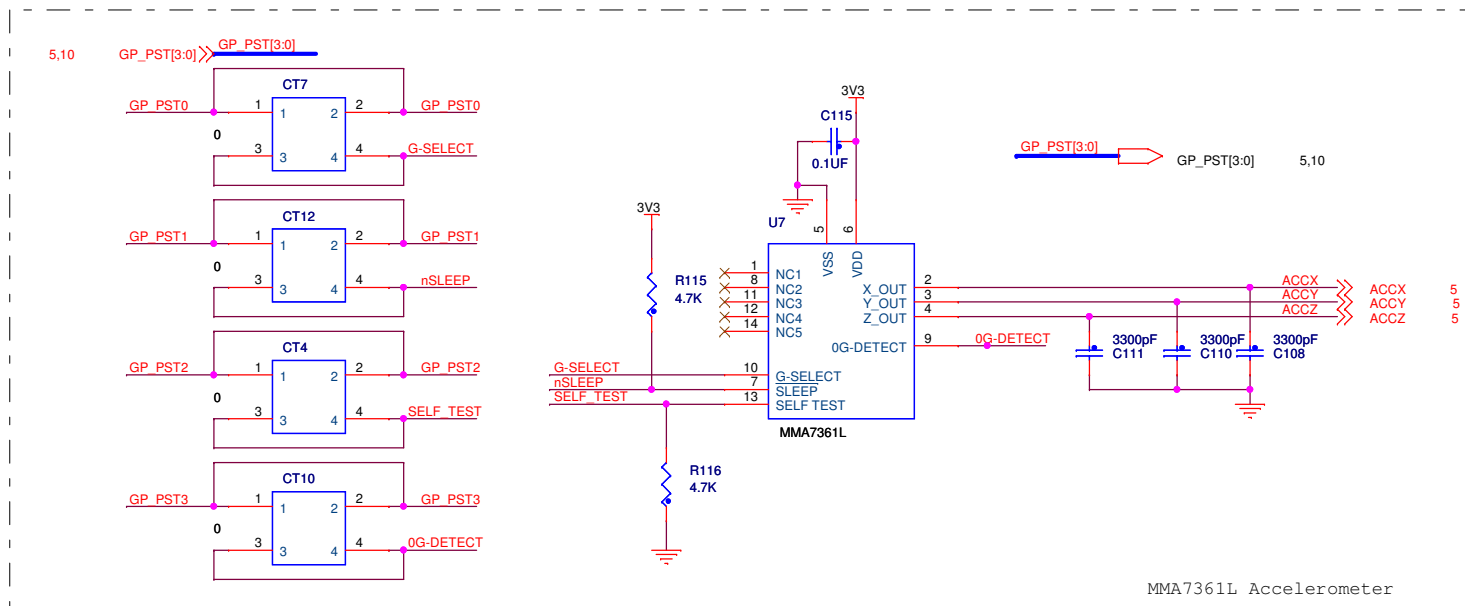 5,10 GP_PST[3:0] GP_PST[3:0]
CT7
GP_PST0 1 1 2 2 GP_PST0
0
3 3 4 4 G-SELECT
CT12
GP_PST1 1 1 2 2 GP_PST1
0
3 3 4 4 nSLEEP
CT4
GP_PST2 1 1 2 2 GP_PST2
0
3 3 4 4 SELF_TEST
CT10
GP_PST3 1 1 2 2 GP_PST3
0
3 3 4 4 0G-DETECT
3V3
C115
0.1UF
GP_PST[3:0] GP_PST[3:0] 5,10
3V3
R115
4.7K
U7
5 6
VSS VDD
1 NC1
8 NC2
11 NC3
12 NC4
14 NC5
X_OUT 2 ACCX ACCX 5
Y_OUT 3 ACCY ACCY 5
Z_OUT 4 ACCZ ACCZ 5
0G-DETECT 9 0G-DETECT
G-SELECT 10 G-SELECT
nSLEEP 7 SLEEP
SELF_TEST 13 SELF TEST
MMA7361L
3300pF
C111
3300pF
C110
3300pF
C108
R116
4.7K
MMA7361L Accelerometer